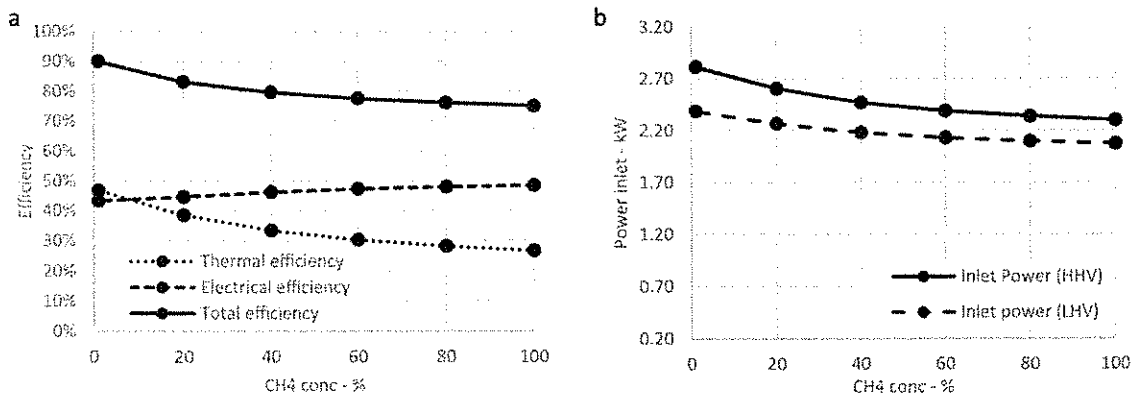 a
100%
90%
80%
70%
60%
50%
40%
30%
20%
10%
0%
Efficiency
Thermal efficiency
Electrical efficiency
Total efficiency
0 20 40 60 80 100
CH4 conc - %
b
3.20
2.70
2.20
1.70
1.20
0.70
0.20
Power inlet - kW
Inlet Power (HHV)
Inlet power (LHV)
0 20 40 60 80 100
CH4 conc - %